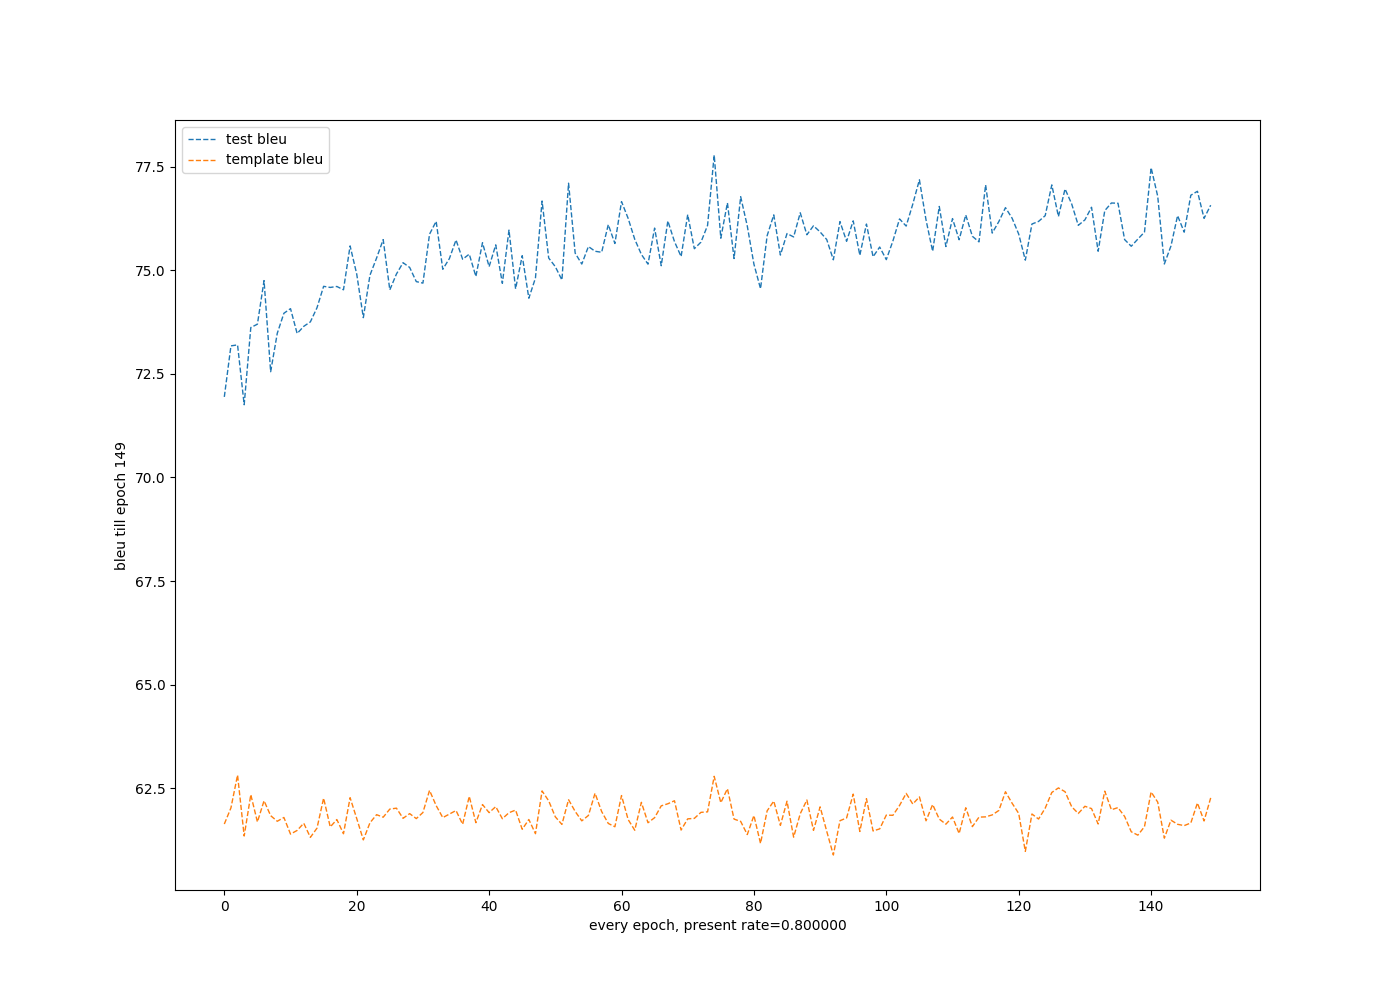 test bleu
template bleu
77.5
75.0
72.5
70.0
67.5
65.0
62.5
bleu till epoch 149
0 20 40 60 80 100 120 140
every epoch, present rate=0.800000